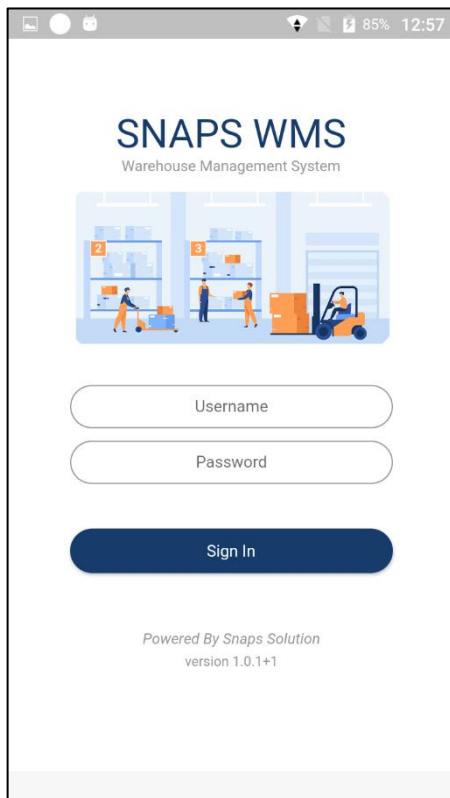 85% 12:57
SNAPS WMS
Warehouse Management System
2 3
Username
Password
Sign In
Powered By Snaps Solution
version 1.0.1+1